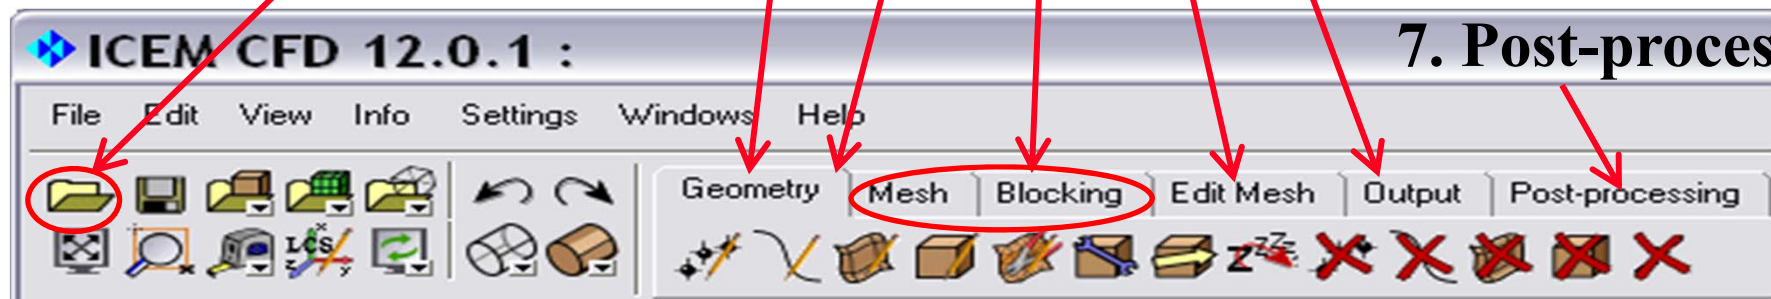 ICEM CFD 12.0.1 :
7. Post-proces
File Edit View Info Settings Windows Help
Geometry Mesh Blocking Edit Mesh Output Post-processing
LCS